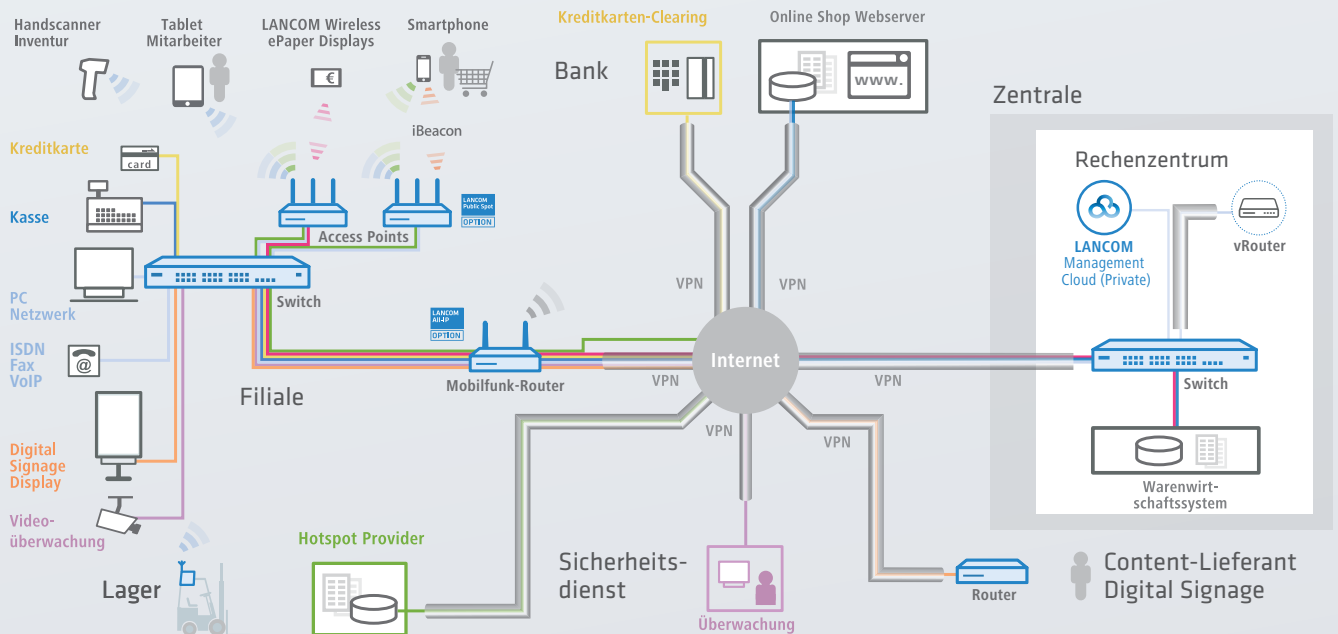 Handscanner
Inventur
Tablet
Mitarbeiter
LANCOM Wireless
ePaper Displays
€
Smartphone
iBeacon
Kreditkarte
card
Kasse
PC
Netzwerk
ISDN
Fax
VoIP
@
Digital
Signage
Display
Video-
überwachung
Lager
LANCOM
Public Spot
OPTION
Access Points
Switch
Filiale
LANCOM
All-IP
OPTION
Mobilfunk-Router
VPN
Hotspot Provider
Kreditkarten-Clearing
Bank
Online Shop Webserver
www.
VPN
VPN
Internet
VPN
VPN
VPN
Sicherheits-
dienst
Überwachung
Router
Content-Lieferant
Digital Signage
Zentrale
Rechenzentrum
LANCOM
Management
Cloud (Private)
vRouter
Switch
Warenwirt-
schaftssystem